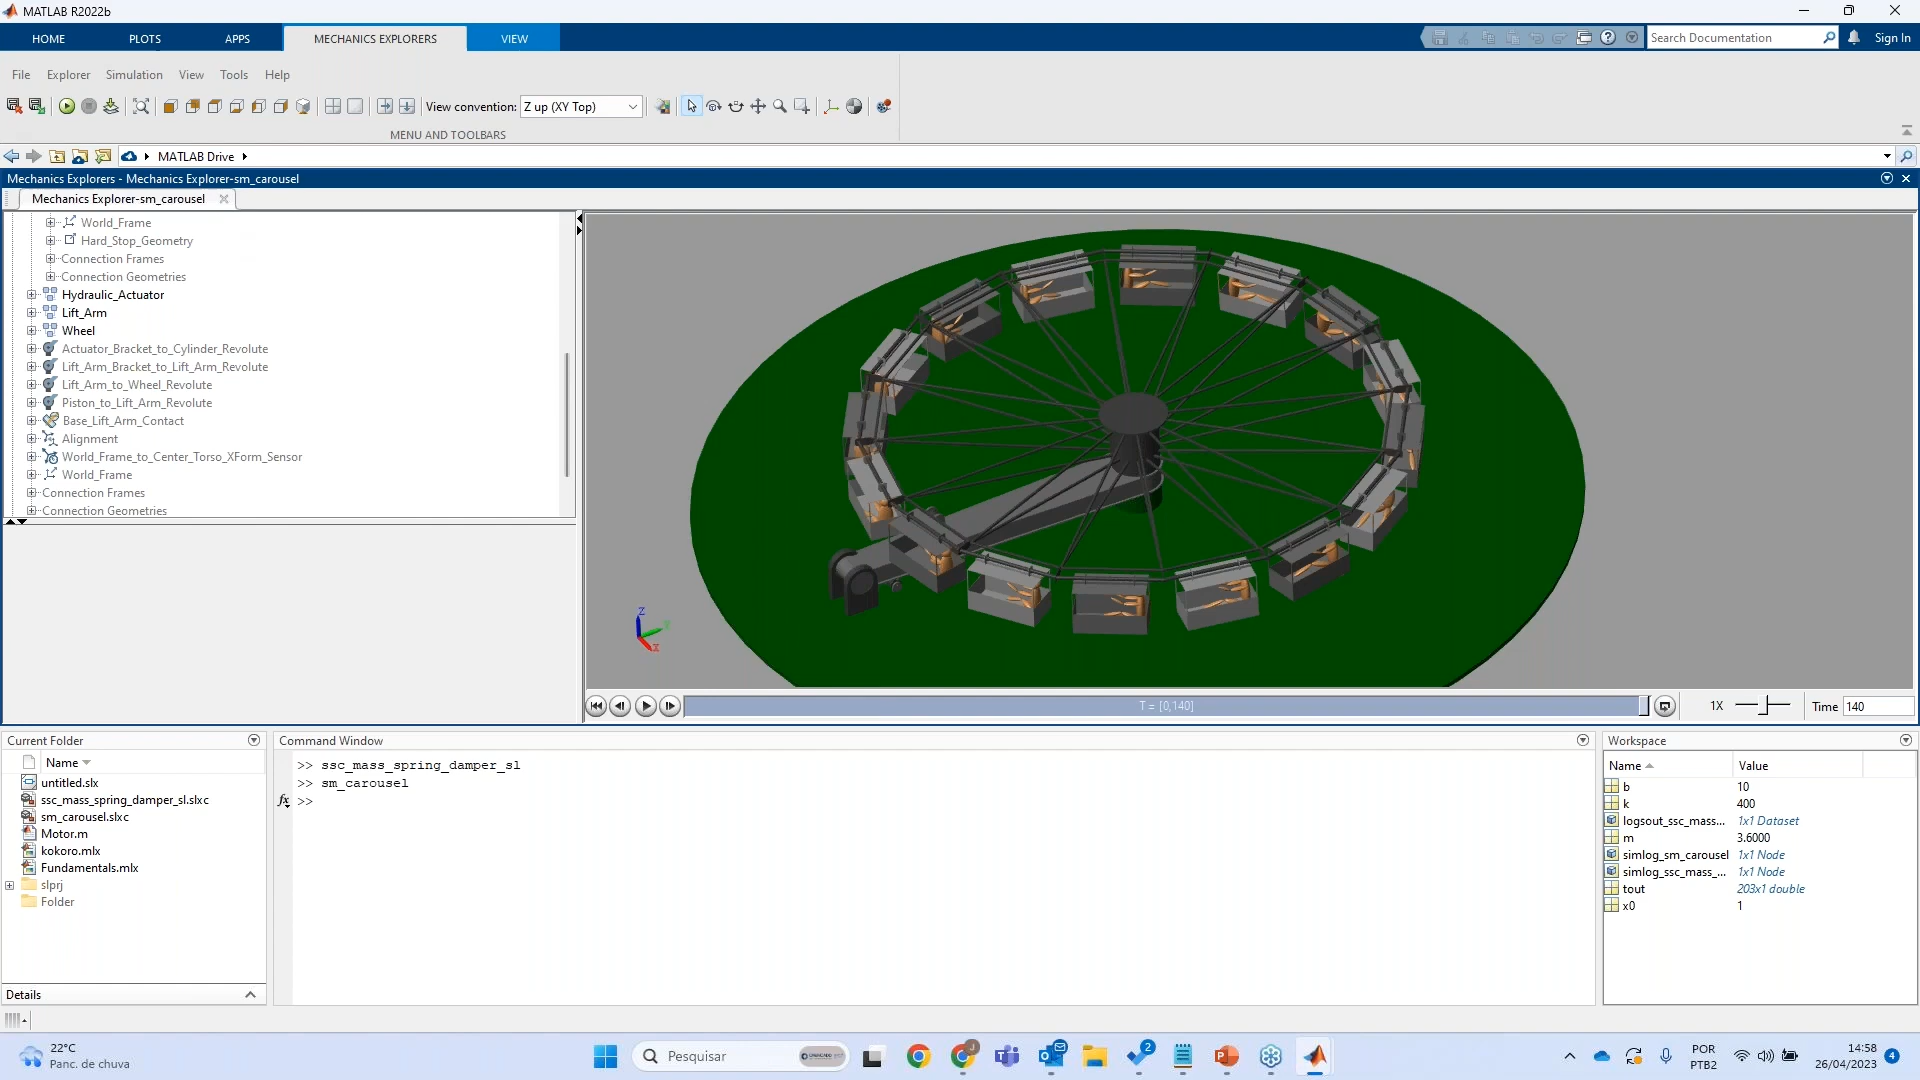 MATLAB R2022b
HOME PLOTS APPS MECHANICS EXPLORERS VIEW
Search Documentation
Sign In
File Explorer Simulation View Tools Help
View convention: Z up (XY Top)
MENU AND TOOLBARS
MATLAB Drive
Mechanics Explorers - Mechanics Explorer-sm_carousel
Mechanics Explorer-sm_carousel
World_Frame
Hard_Stop_Geometry
Connection Frames
Connection Geometries
Hydraulic_Actuator
Lift_Arm
Wheel
Actuator_Bracket_to_Cylinder_Revolute
Lift_Arm_Bracket_to_Lift_Arm_Revolute
Lift_Arm_to_Wheel_Revolute
Piston_to_Lift_Arm_Revolute
Base_Lift_Arm_Contact
Alignment
World_Frame_to_Center_Torso_XForm_Sensor
World_Frame
Connection Frames
Connection Geometries
Z
X
T = [0,140]
1X
Time 140
Current Folder
Name
untitled.slx
ssc_mass_spring_damper_sl.slxc
sm_carousel.slxc
Motor.m
kokoro.mlx
Fundamentals.mlx
slprj
Folder
Details
Command Window
>> ssc_mass_spring_damper_sl
>> sm_carousel
fx >>
Workspace
Name Value
b 10
k 400
logsout_ssc_mass... 1x1 Dataset
m 3.6000
simlog_sm_carousel 1x1 Node
simlog_ssc_mass_... 1x1 Node
tout 203x1 double
x0 1
22°C
Panc. de chuva
Pesquisar
J
2
POR
PTB2
14:58
26/04/2023
4